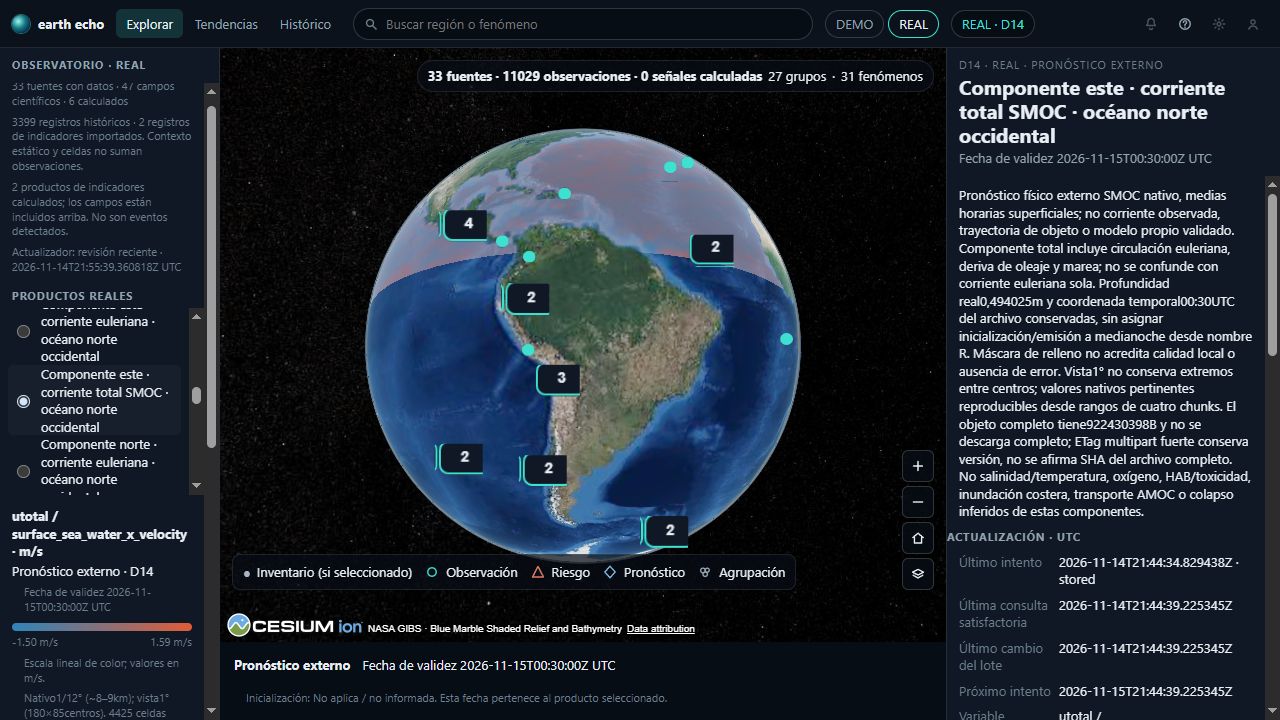 earth echo
Explorar
Tendencias
Histórico
Buscar región o fenómeno
DEMO
REAL
REAL · D14
OBSERVATORIO · REAL
33 fuentes con datos · 47 campos
científicos · 6 calculados
3399 registros históricos · 2 registros
de indicadores importados. Contexto
estático y celdas no suman
observaciones.
2 productos de indicadores
calculados; los campos están
incluidos arriba. No son eventos
detectados.
Actualizador: revisión reciente ·
2026-11-14T21:55:39.360818Z UTC
PRODUCTOS REALES
corriente euleriana ·
océano norte
occidental
Componente este ·
corriente total SMOC ·
océano norte
occidental
Componente norte ·
corriente euleriana ·
océano norte
utotal /
surface_sea_water_x_velocity
· m/s
Pronóstico externo · D14
Fecha de validez 2026-11-
15T00:30:00Z UTC
-1.50 m/s
1.59 m/s
Escala lineal de color; valores en
m/s.
Nativo1/12° (~8–9km); vista1°
(180×85centros). 4425 celdas
33 fuentes · 11029 observaciones · 0 señales calculadas 27 grupos · 31 fenómenos
4
2
2
3
2
2
2
+
−
Inventario (si seleccionado)
Observación
Riesgo
Pronóstico
Agrupación
CESIUM ion
NASA GIBS · Blue Marble Shaded Relief and Bathymetry Data attribution
Pronóstico externo Fecha de validez 2026-11-15T00:30:00Z UTC
Inicialización: No aplica / no informada. Esta fecha pertenece al producto seleccionado.
D14 · REAL · PRONÓSTICO EXTERNO
Componente este · corriente
total SMOC · océano norte
occidental
Fecha de validez 2026-11-15T00:30:00Z UTC
Pronóstico físico externo SMOC nativo, medias
horarias superficiales; no corriente observada,
trayectoria de objeto o modelo propio validado.
Componente total incluye circulación euleriana,
deriva de oleaje y marea; no se confunde con
corriente euleriana sola. Profundidad
real0,494025m y coordenada temporal00:30UTC
del archivo conservadas, sin asignar
inicialización/emisión a medianoche desde nombre
R. Máscara de relleno no acredita calidad local o
ausencia de error. Vista1° no conserva extremos
entre centros; valores nativos pertinentes
reproducibles desde rangos de cuatro chunks. El
objeto completo tiene922430398B y no se
descarga completo; ETag multipart fuerte conserva
versión, no se afirma SHA del archivo completo.
No salinidad/temperatura, oxígeno, HAB/toxicidad,
inundación costera, transporte AMOC o colapso
inferidos de estas componentes.
ACTUALIZACIÓN · UTC
Último intento 2026-11-14T21:44:34.829438Z ·
stored
Última consulta 2026-11-14T21:44:39.225345Z
satisfactoria
Último cambio 2026-11-14T21:44:39.225345Z
del lote
Próximo intento 2026-11-15T21:44:39.225345Z
Variable utotal /